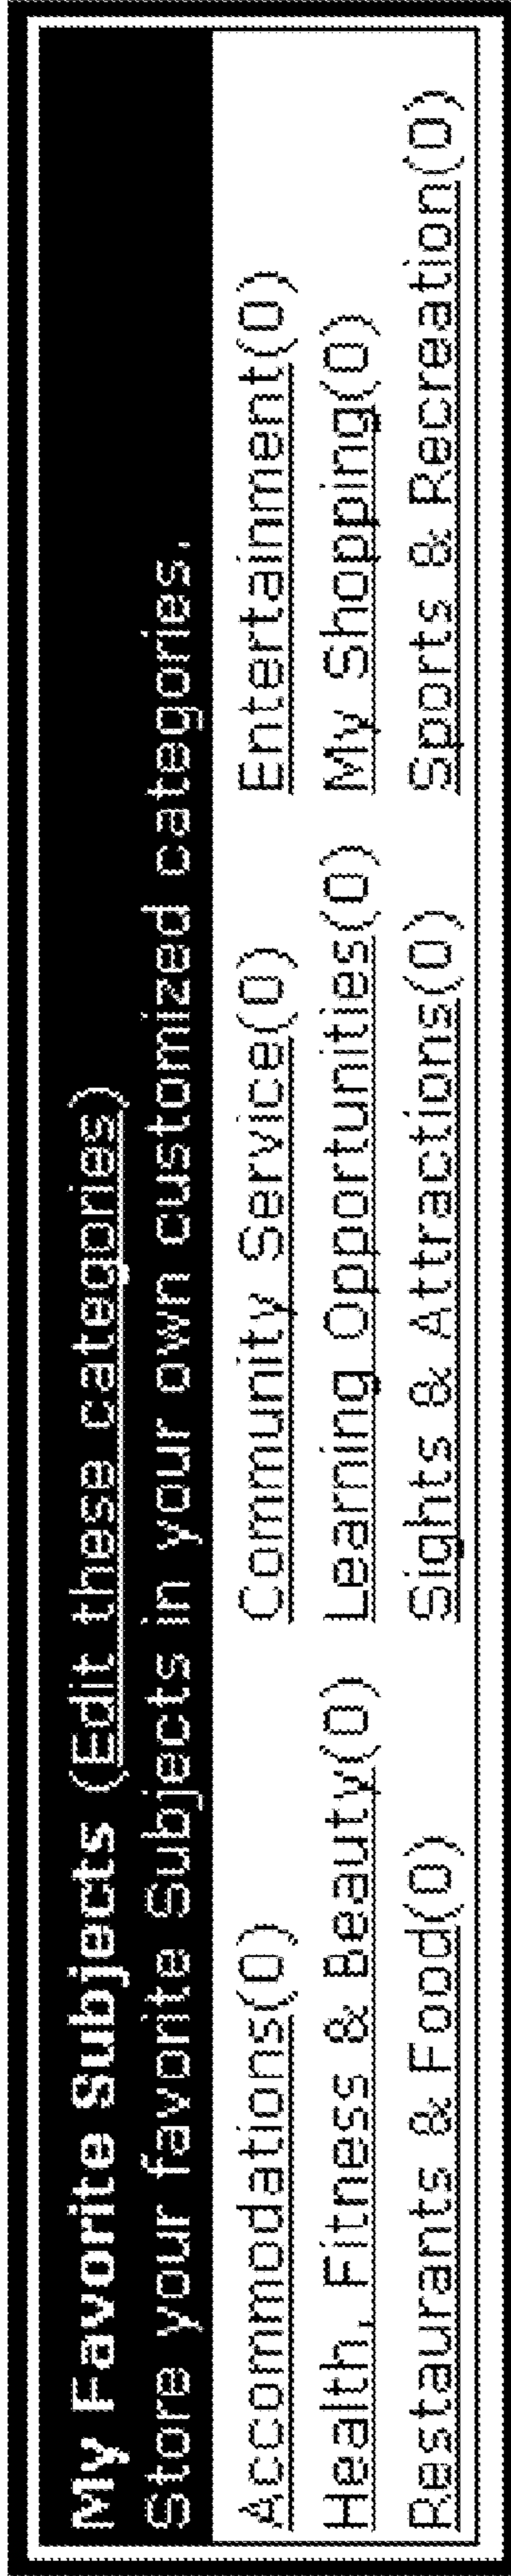 My Favorite Subjects (Edit these categories)
Store your favorite Subjects in your own customized categories.
Accommodations(0) Community Service(0) Entertainment(0)
Health, Fitness & Beauty(0) Learning Opportunities(0) My Shopping(0)
Restaurants & Food(0) Sights & Attractions(0) Sports & Recreation(0)